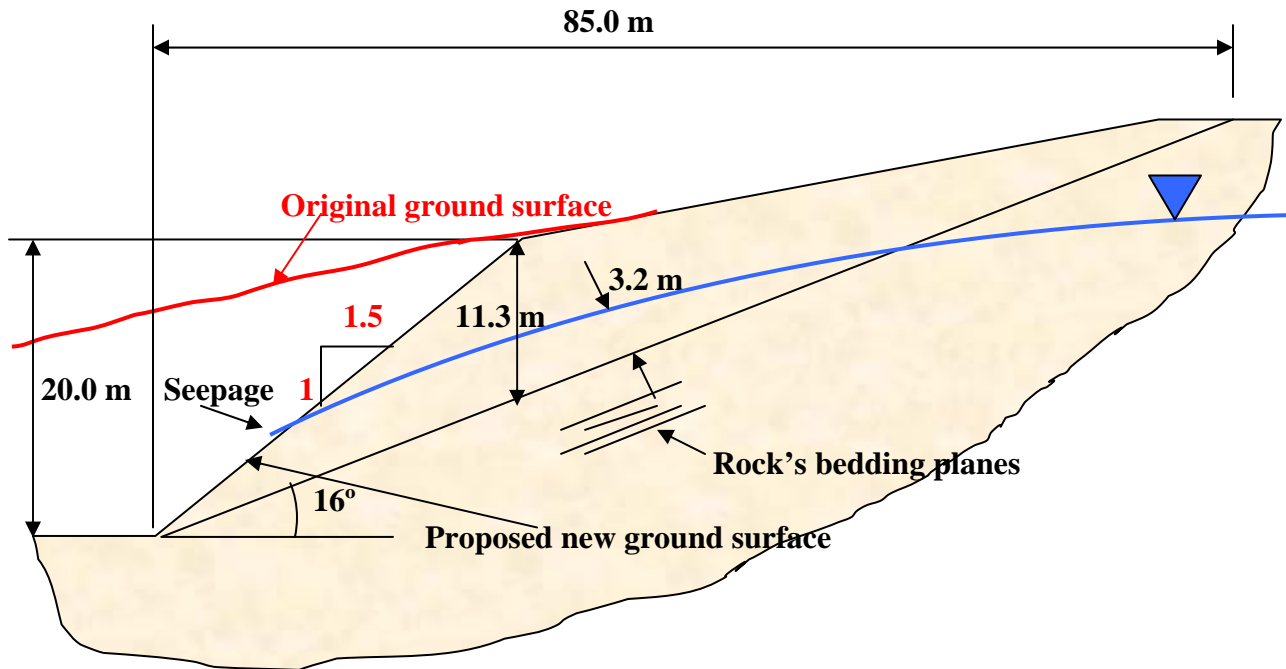 85.0 m
Original ground surface
3.2 m
1.5
11.3 m
20.0 m
Seepage
1
Rock's bedding planes
16º
Proposed new ground surface